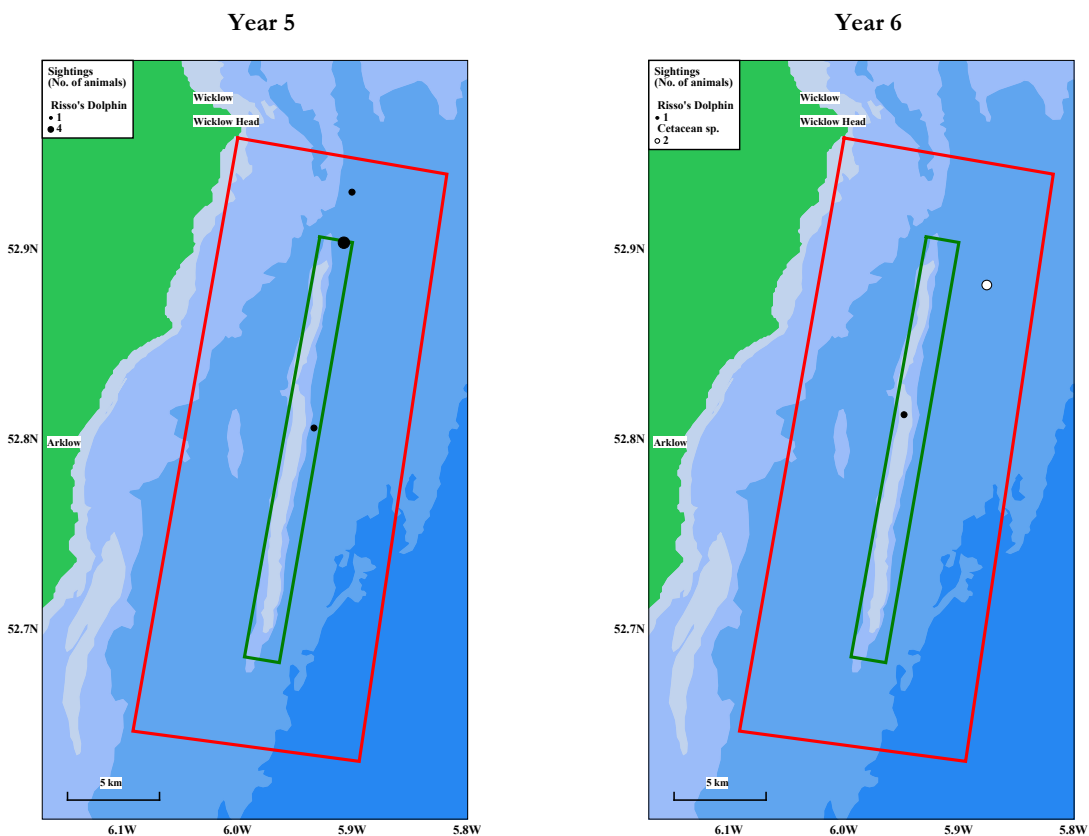 Year 5
Sightings
(No. of animals)
Risso's Dolphin
1
4
Wicklow
Wicklow Head
52.9N
Arklow
52.8N
52.7N
5 km
6.1W 6.0W 5.9W 5.8W
Year 6
Sightings
(No. of animals)
Risso's Dolphin
1
Cetacean sp.
2
Wicklow
Wicklow Head
52.9N
Arklow
52.8N
52.7N
5 km
6.1W 6.0W 5.9W 5.8W